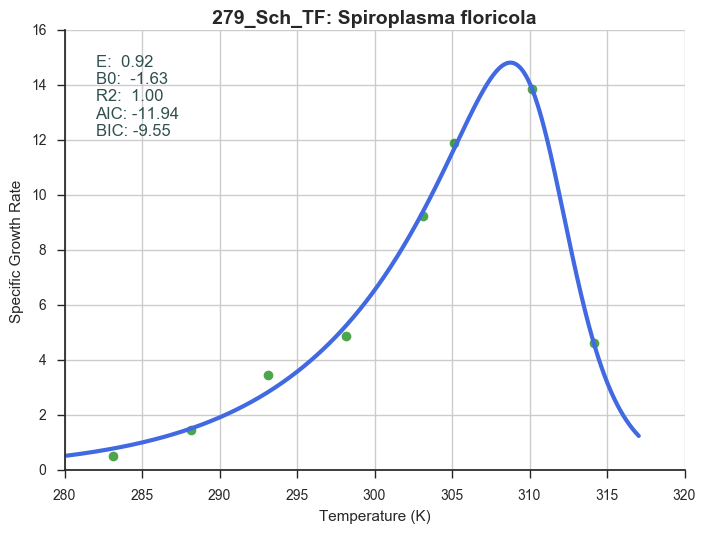 279_Sch_TF: Spiroplasma floricola
E:  0.92
B0:  -1.63
R2:  1.00
AIC: -11.94
BIC: -9.55
Specific Growth Rate
16
14
12
10
8
6
4
2
0
280 285 290 295 300 305 310 315 320
Temperature (K)